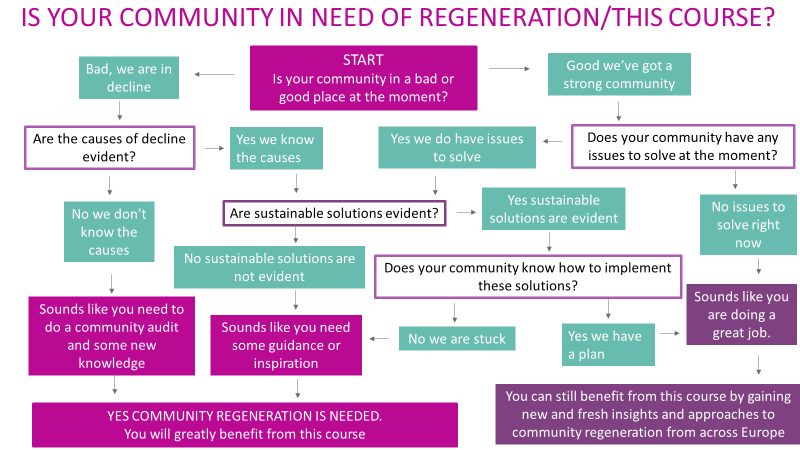 IS YOUR COMMUNITY IN NEED OF REGENERATION/THIS COURSE?
START
Is your community in a bad or
good place at the moment?
Bad, we are in
decline
Good we've got a
strong community
Are the causes of decline
evident?
Yes we know
the causes
Yes we do have issues
to solve
Does your community have any
issues to solve at the moment?
No we don't
know the
causes
Are sustainable solutions evident?
Yes sustainable
solutions are evident
No issues to
solve right
now
No sustainable solutions are
not evident
Does your community know how to implement
these solutions?
Sounds like you need to
do a community audit
and some new
knowledge
Sounds like you need
some guidance or
inspiration
No we are stuck
Yes we have
a plan
Sounds like you
are doing a
great job.
YES COMMUNITY REGENERATION IS NEEDED.
You will greatly benefit from this course
You can still benefit from this course by gaining
new and fresh insights and approaches to
community regeneration from across Europe